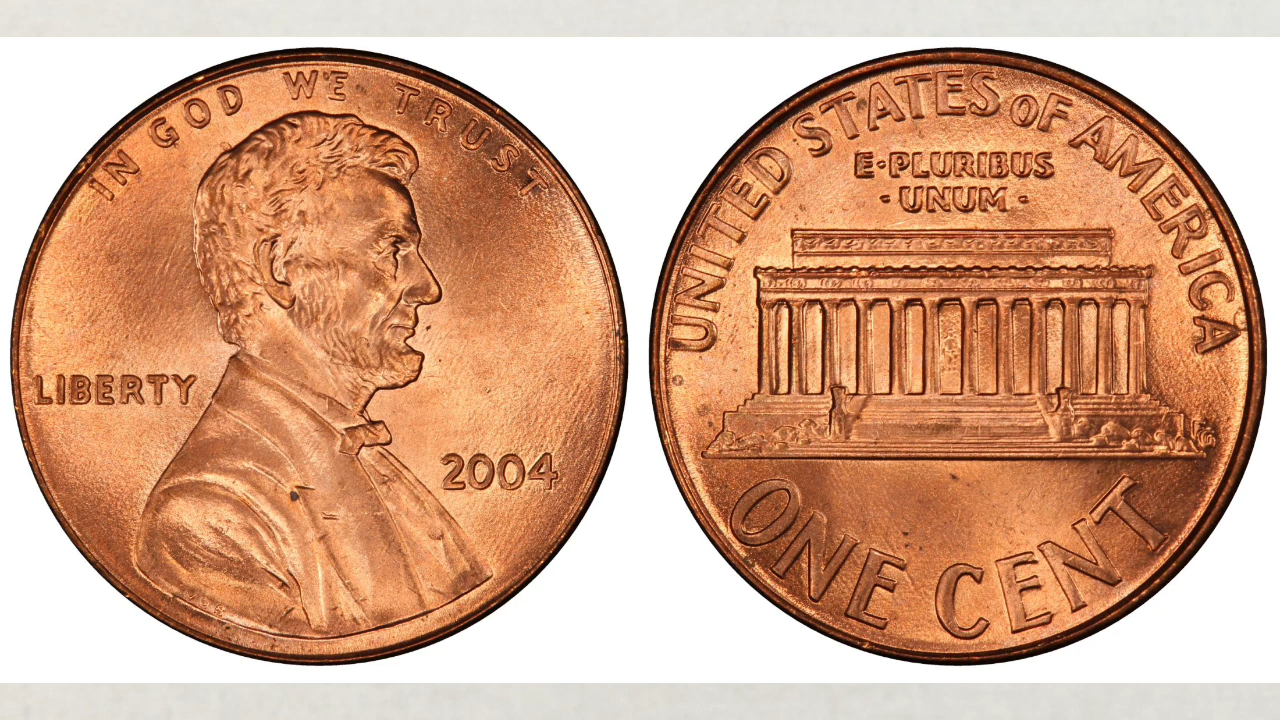 IN GOD WE TRUST
LIBERTY
2004
UNITED STATES OF AMERICA
E·PLURIBUS
·UNUM·
ONE CENT